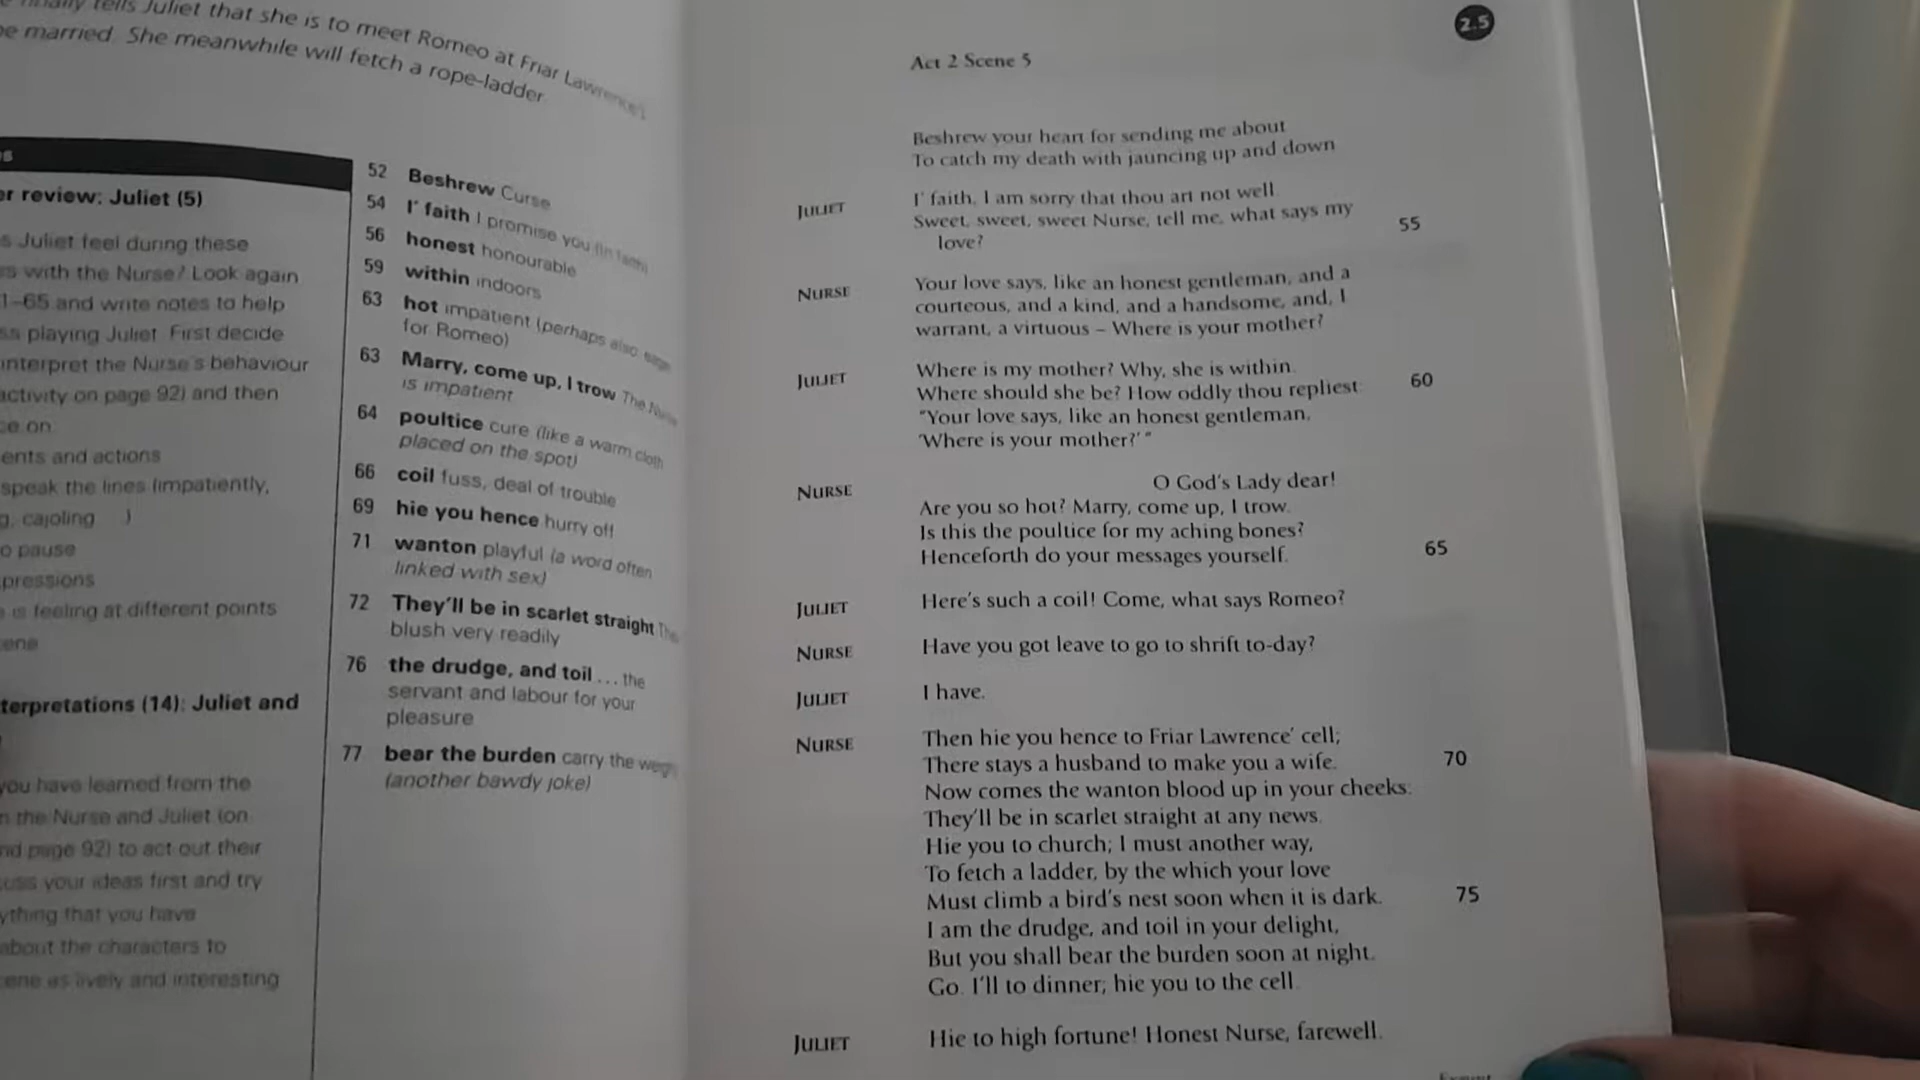 finally tells Juliet that she is to meet Romeo at Friar Lawrence's
be married. She meanwhile will fetch a rope-ladder
er review: Juliet (5)
s Juliet feel during these
ss with the Nurse? Look again
1–65 and write notes to help
ss playing Juliet. First decide
interpret the Nurse's behaviour
activity on page 92) and then
ce on
ents and actions
speak the lines (impatiently,
g, cajoling )
o pause
pressions
e is feeling at different points
ene
terpretations (14): Juliet and
you have learned from the
n the Nurse and Juliet (on
nd page 92) to act out their
cuss your ideas first and try
ything that you have
about the characters to
ene as lively and interesting
52 Beshrew Curse
54 I' faith I promise you (in faith)
56 honest honourable
59 within indoors
63 hot impatient (perhaps also
for Romeo)
63 Marry, come up, I trow The Nurse
is impatient
64 poultice cure (like a warm cloth
placed on the spot)
66 coil fuss, deal of trouble
69 hie you hence hurry off
71 wanton playful (a word often
linked with sex)
72 They'll be in scarlet straight They
blush very readily
76 the drudge, and toil ... the
servant and labour for your
pleasure
77 bear the burden carry the weight
(another bawdy joke)
2.5
Act 2 Scene 5
Beshrew your heart for sending me about
To catch my death with jauncing up and down
JULIET I' faith, I am sorry that thou art not well.
Sweet, sweet, sweet Nurse, tell me, what says my 55
love?
NURSE Your love says, like an honest gentleman, and a
courteous, and a kind, and a handsome, and, I
warrant, a virtuous – Where is your mother?
JULIET Where is my mother? Why, she is within.
Where should she be? How oddly thou repliest: 60
"Your love says, like an honest gentleman,
'Where is your mother?' "
NURSE O God's Lady dear!
Are you so hot? Marry, come up, I trow.
Is this the poultice for my aching bones?
Henceforth do your messages yourself. 65
JULIET Here's such a coil! Come, what says Romeo?
NURSE Have you got leave to go to shrift to-day?
JULIET I have.
NURSE Then hie you hence to Friar Lawrence' cell;
There stays a husband to make you a wife. 70
Now comes the wanton blood up in your cheeks:
They'll be in scarlet straight at any news.
Hie you to church; I must another way,
To fetch a ladder, by the which your love
Must climb a bird's nest soon when it is dark. 75
I am the drudge, and toil in your delight,
But you shall bear the burden soon at night.
Go. I'll to dinner; hie you to the cell.
JULIET Hie to high fortune! Honest Nurse, farewell.
Exeunt